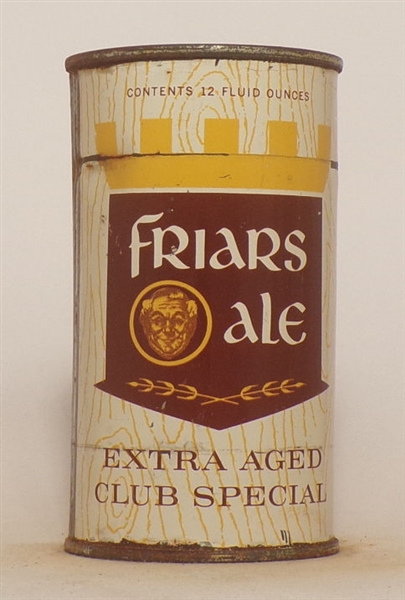 CONTENTS 12 FLUID OUNCES
FRIARS
ALE
EXTRA AGED
CLUB SPECIAL